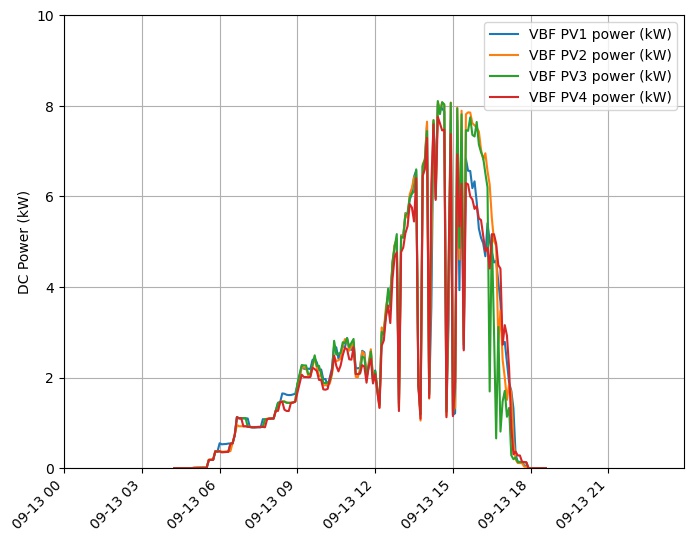 10
8
6
4
2
0
DC Power (kW)
VBF PV1 power (kW)
VBF PV2 power (kW)
VBF PV3 power (kW)
VBF PV4 power (kW)
09-13 00
09-13 03
09-13 06
09-13 09
09-13 12
09-13 15
09-13 18
09-13 21